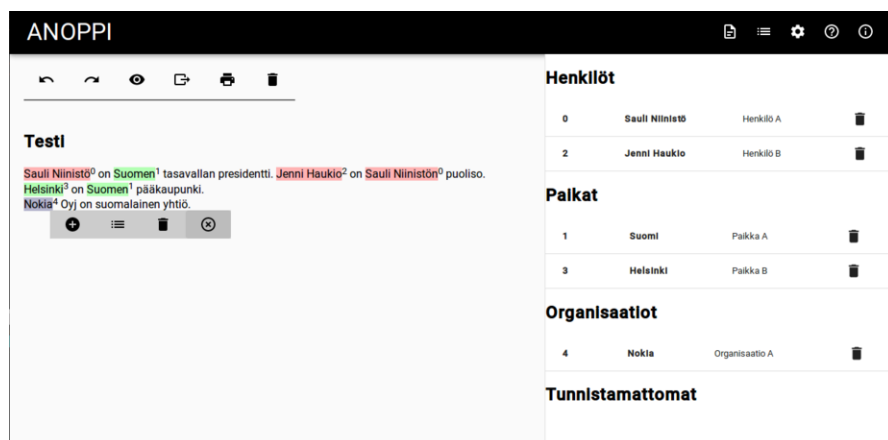 ANOPPI
Testi
Sauli Niinistö⁰ on Suomen¹ tasavallan presidentti. Jenni Haukio² on Sauli Niinistön⁰ puoliso.
Helsinki³ on Suomen¹ pääkaupunki.
Nokia⁴ Oyj on suomalainen yhtiö.
Henkilöt
0 Sauli Niinistö Henkilö A
2 Jenni Haukio Henkilö B
Paikat
1 Suomi Paikka A
3 Helsinki Paikka B
Organisaatiot
4 Nokia Organisaatio A
Tunnistamattomat